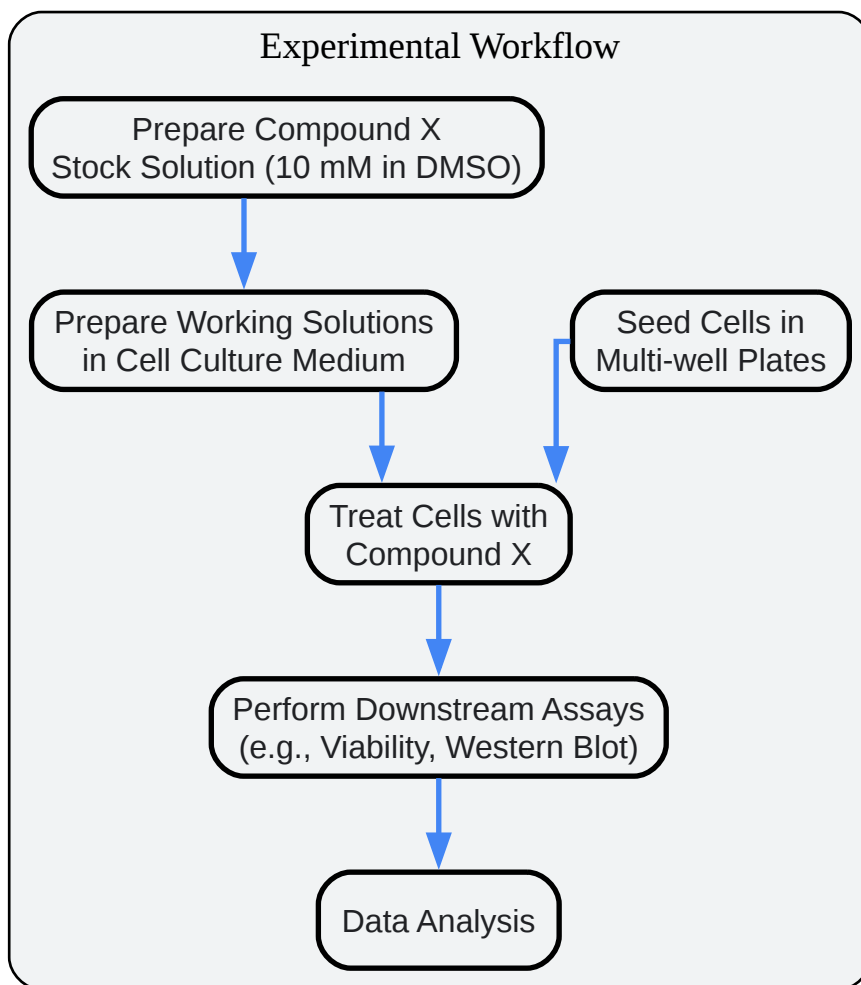 Experimental Workflow
Prepare Compound X
Stock Solution (10 mM in DMSO)
Prepare Working Solutions
in Cell Culture Medium
Seed Cells in
Multi-well Plates
Treat Cells with
Compound X
Perform Downstream Assays
(e.g., Viability, Western Blot)
Data Analysis